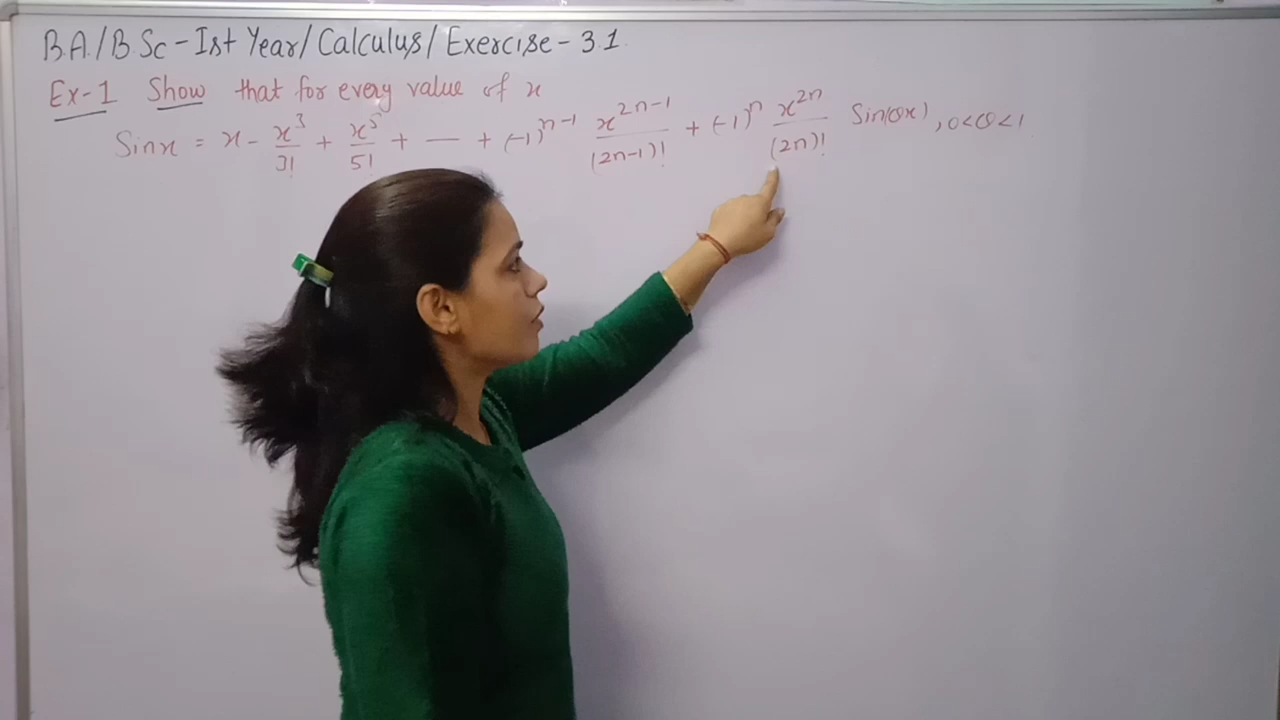 B.A./B.Sc-Ist Year/Calculus/Exercise-3.1.
Ex-1 Show that for every value of x
Sinx = x - x³/3! + x⁵/5! + — + (-1)ⁿ⁻¹ x²ⁿ⁻¹/(2n-1)! + (-1)ⁿ x²ⁿ/(2n)! Sin(θx), 0<θ<1